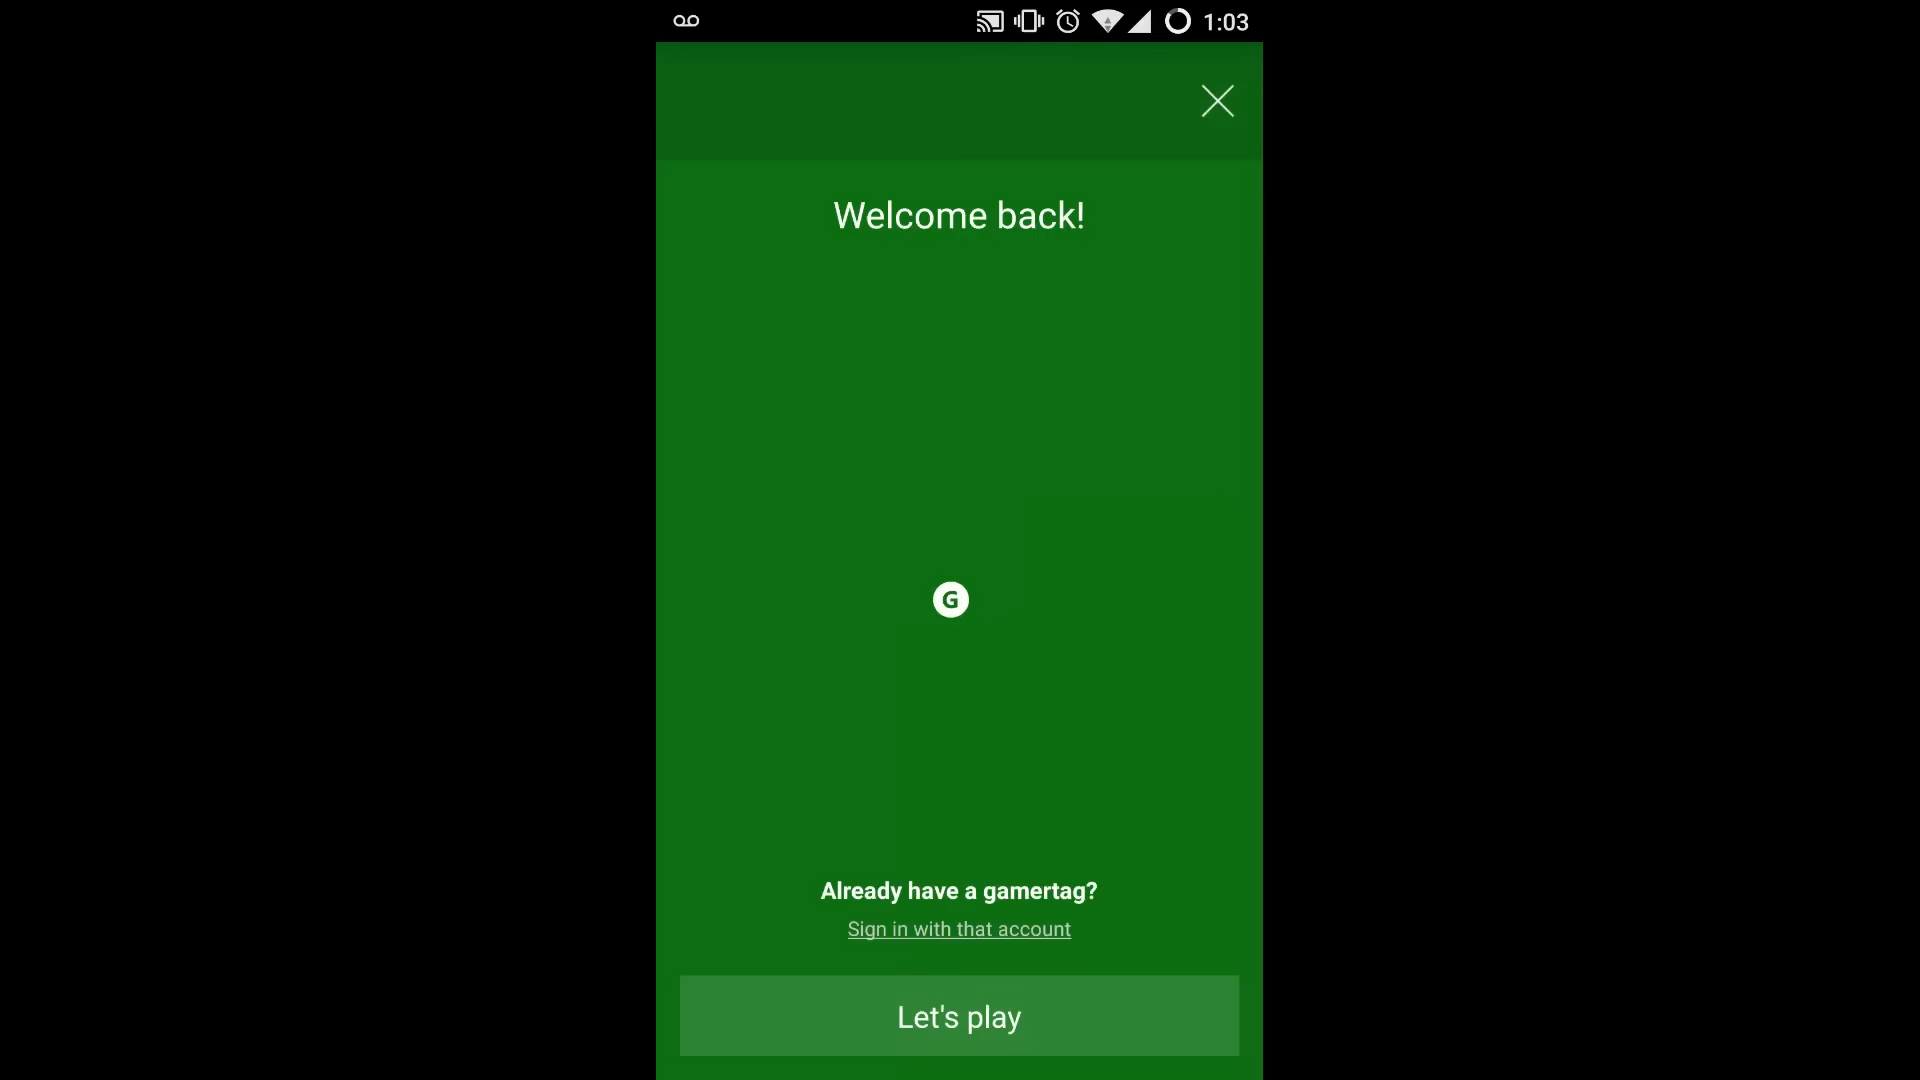 1:03
Welcome back!
G
Already have a gamertag?
Sign in with that account
Let's play